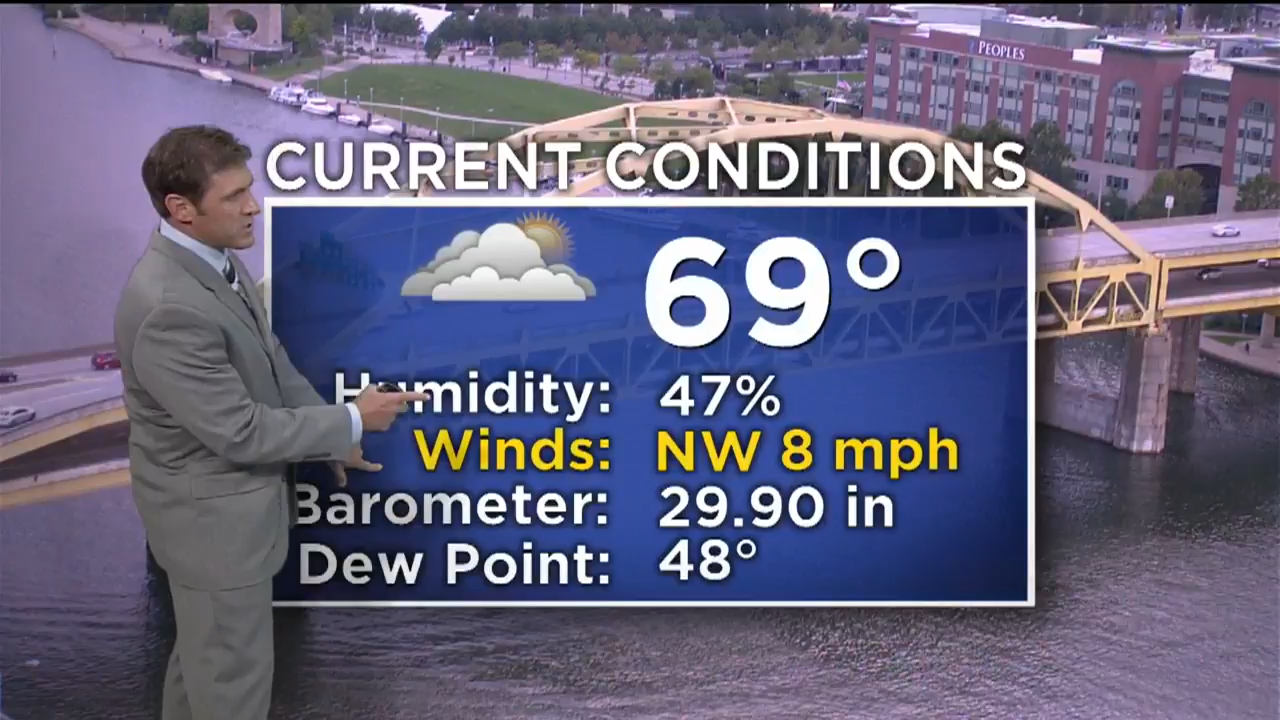 PEOPLES
CURRENT CONDITIONS
69°
Humidity: 47%
Winds: NW 8 mph
Barometer: 29.90 in
Dew Point: 48°